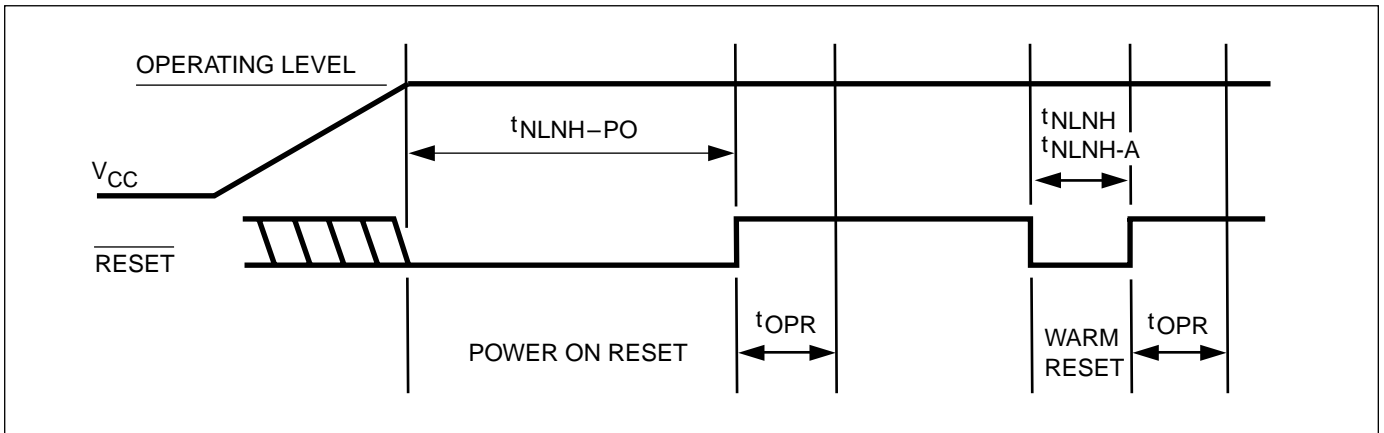 OPERATING LEVEL
tNLNH–PO
tNLNH
tNLNH-A
VCC
RESET
tOPR
tOPR
POWER ON RESET
WARM
RESET